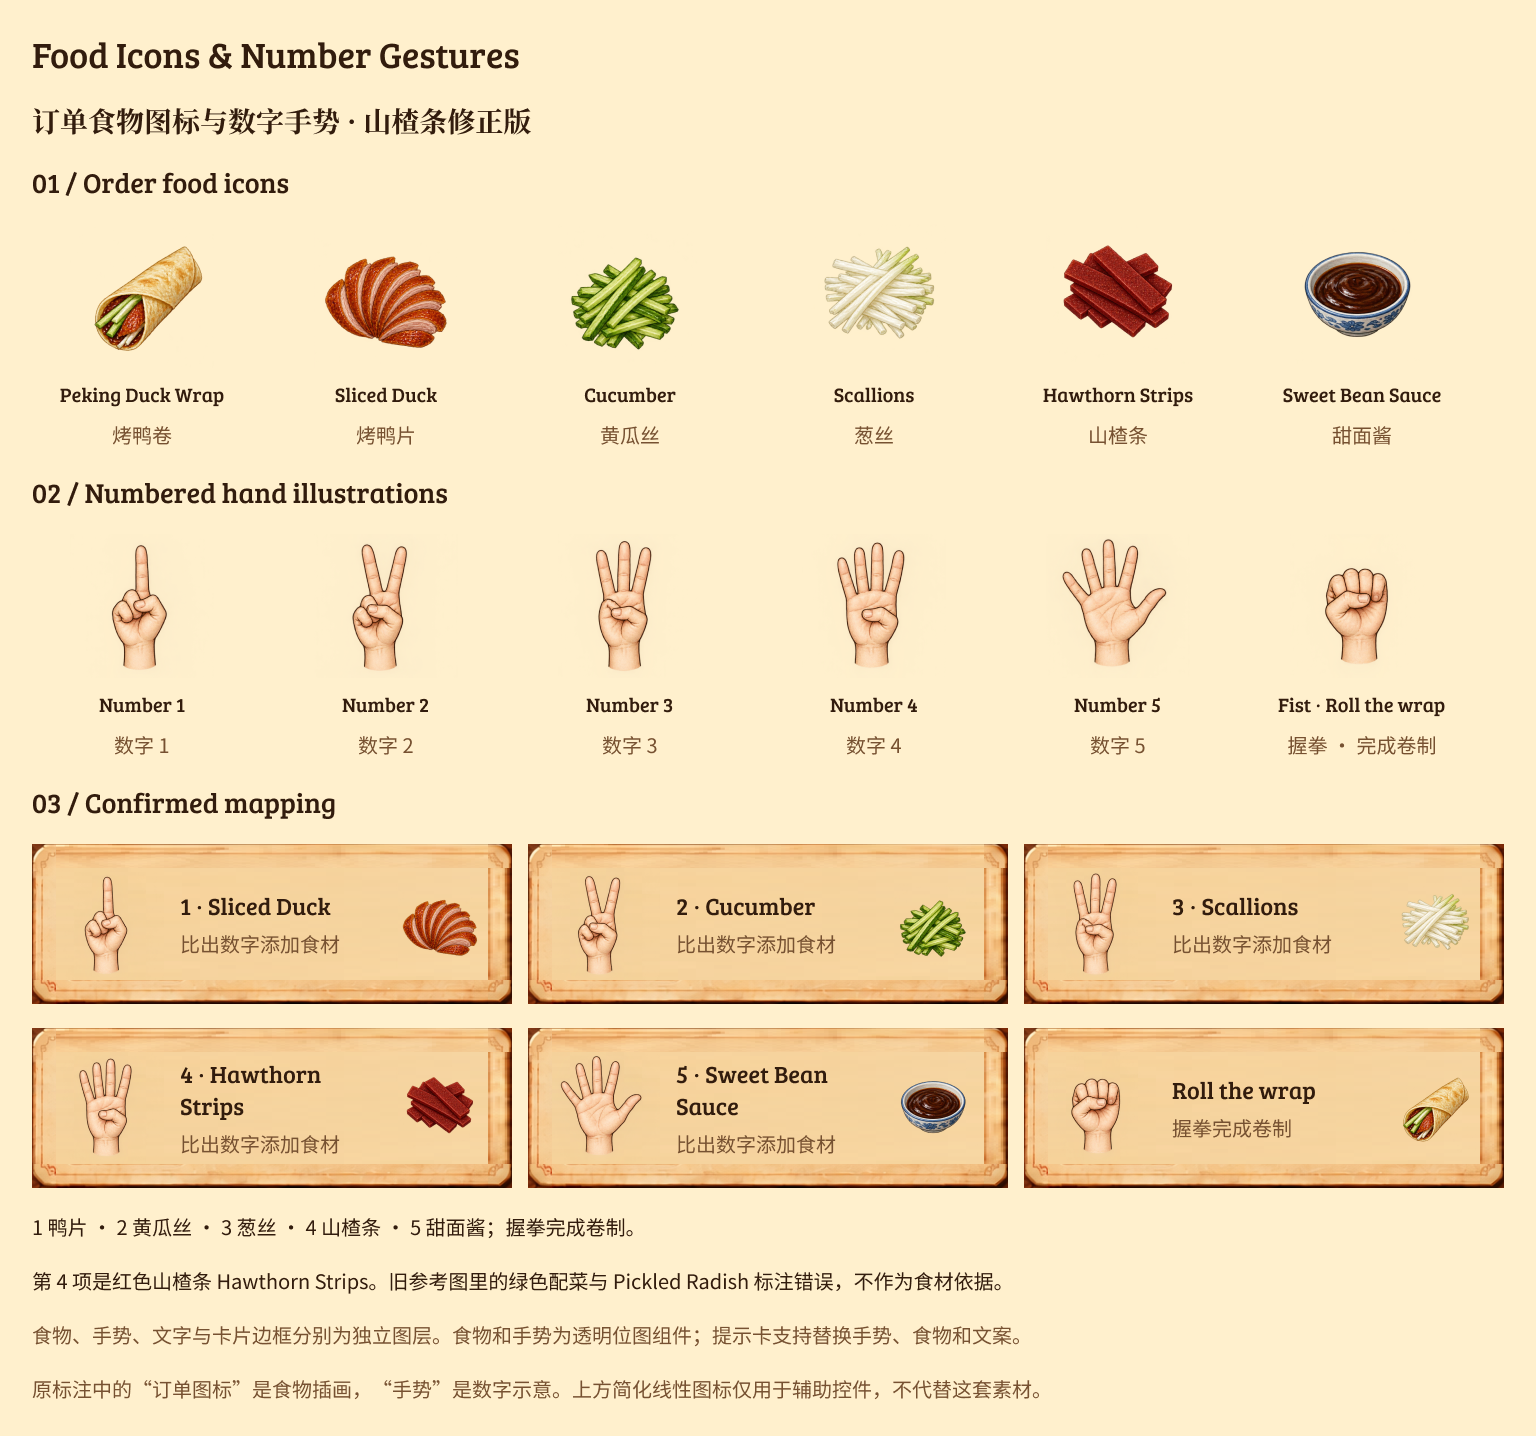 Food Icons & Number Gestures
订单食物图标与数字手势 · 山楂条修正版
01 / Order food icons
Peking Duck Wrap
烤鸭卷
Sliced Duck
烤鸭片
Cucumber
黄瓜丝
Scallions
葱丝
Hawthorn Strips
山楂条
Sweet Bean Sauce
甜面酱
02 / Numbered hand illustrations
Number 1
数字 1
Number 2
数字 2
Number 3
数字 3
Number 4
数字 4
Number 5
数字 5
Fist · Roll the wrap
握拳 · 完成卷制
03 / Confirmed mapping
1 · Sliced Duck
比出数字添加食材
2 · Cucumber
比出数字添加食材
3 · Scallions
比出数字添加食材
4 · Hawthorn
Strips
比出数字添加食材
5 · Sweet Bean
Sauce
比出数字添加食材
Roll the wrap
握拳完成卷制
1 鸭片 · 2 黄瓜丝 · 3 葱丝 · 4 山楂条 · 5 甜面酱；握拳完成卷制。
第 4 项是红色山楂条 Hawthorn Strips。旧参考图里的绿色配菜与 Pickled Radish 标注错误，不作为食材依据。
食物、手势、文字与卡片边框分别为独立图层。食物和手势为透明位图组件；提示卡支持替换手势、食物和文案。
原标注中的“订单图标”是食物插画，“手势”是数字示意。上方简化线性图标仅用于辅助控件，不代替这套素材。